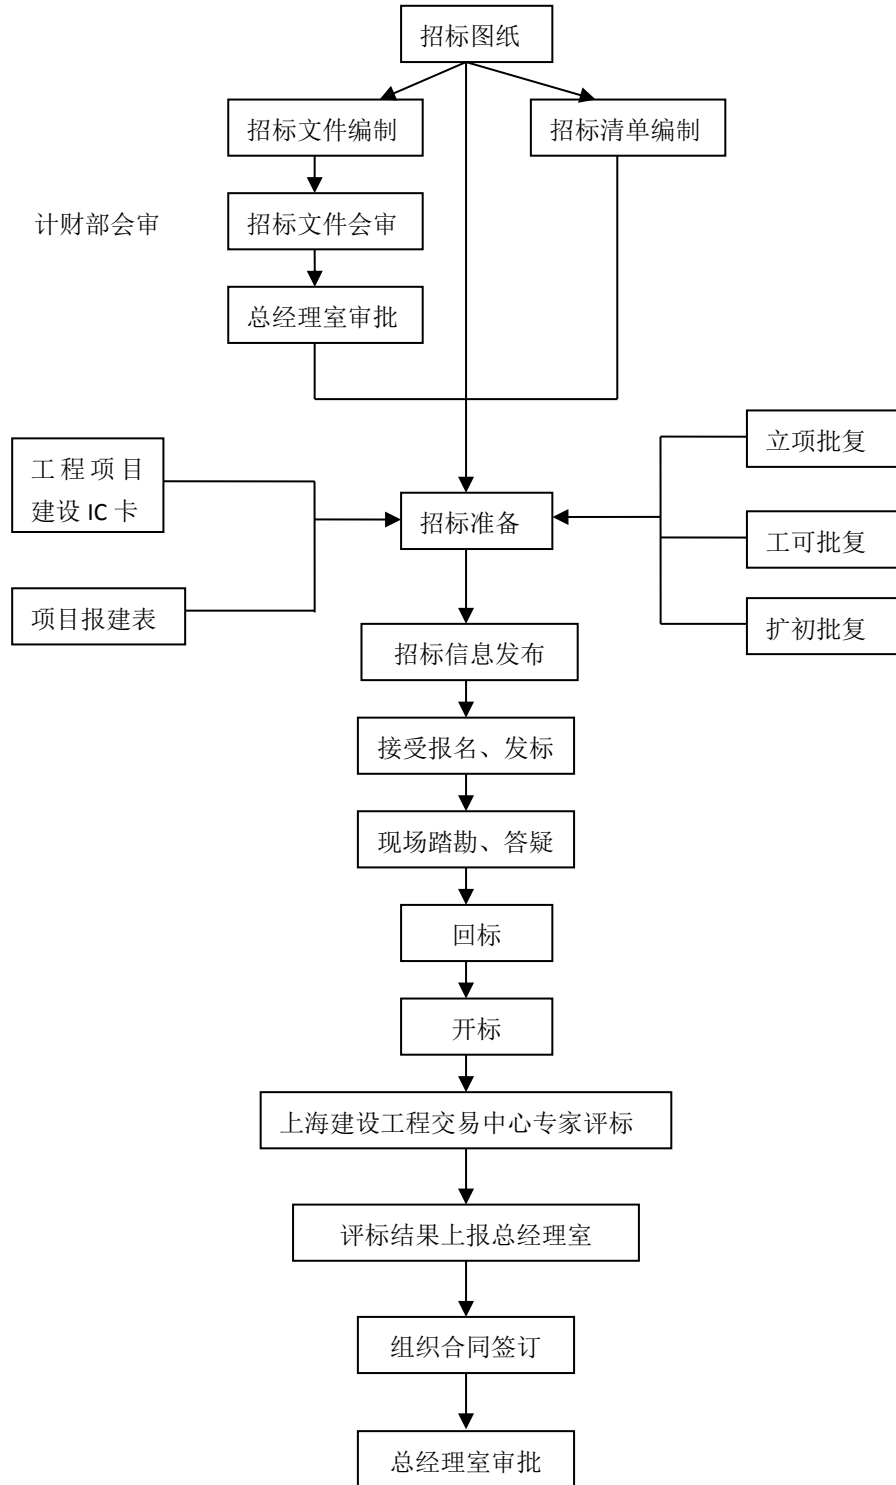 招标图纸
招标文件编制
招标清单编制
计财部会审
招标文件会审
总经理室审批
工程项目
建设 IC 卡
立项批复
招标准备
工可批复
项目报建表
扩初批复
招标信息发布
接受报名、发标
现场踏勘、答疑
回标
开标
上海建设工程交易中心专家评标
评标结果上报总经理室
组织合同签订
总经理室审批